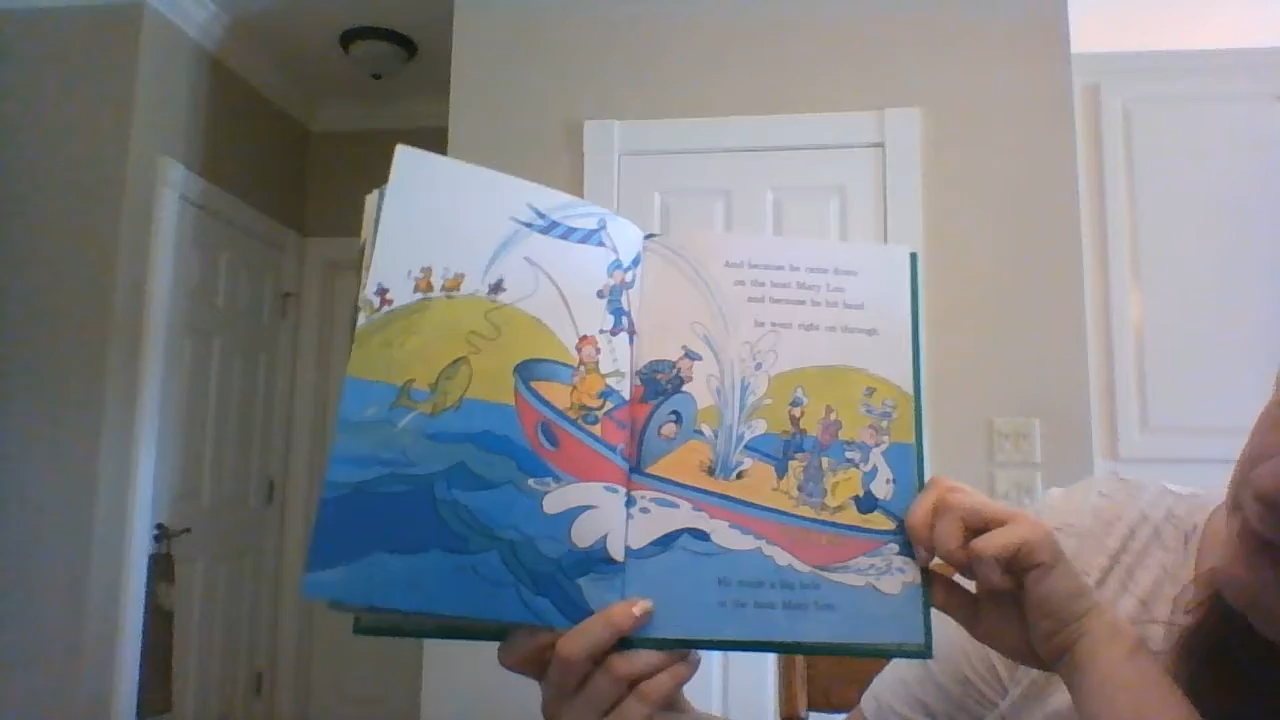 And because he came down
on the boat Mary Lou
and because he hit hard
he went right on through.
He made a big hole
in the boat Mary Lou.